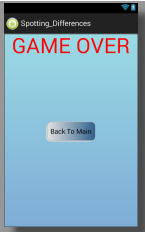 Spotting_Differences
GAME OVER
Back To Main